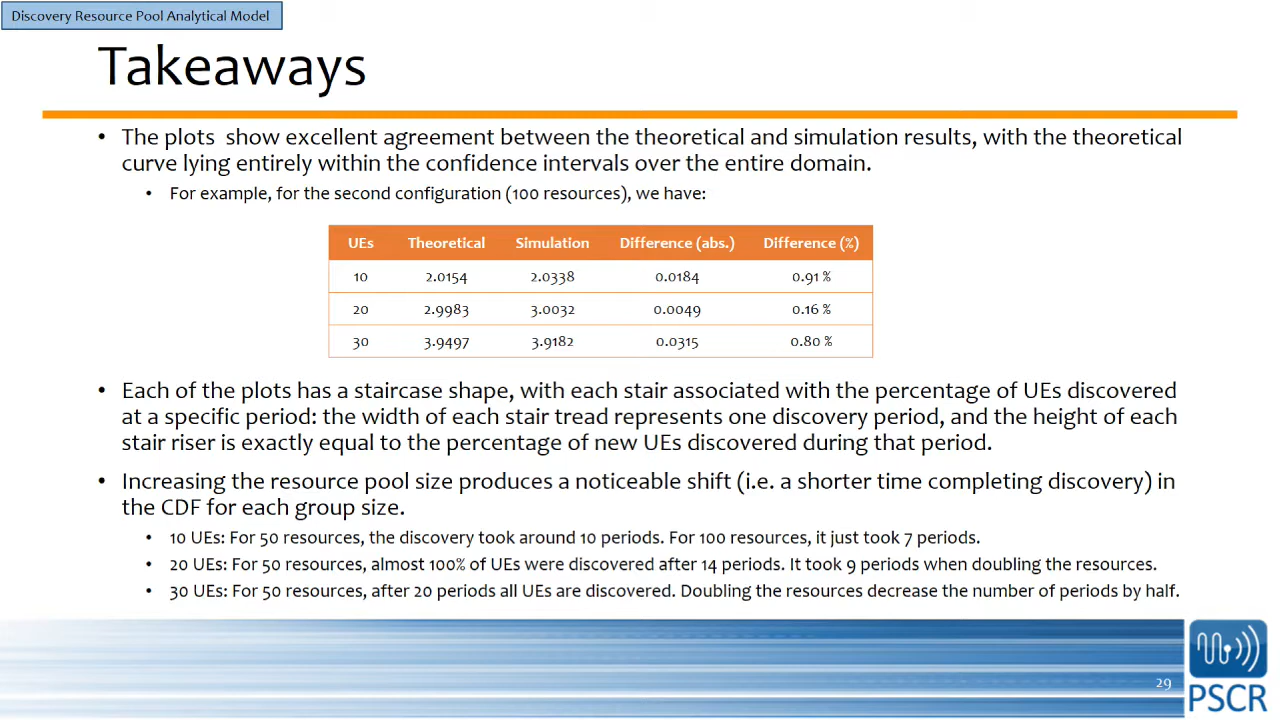 Discovery Resource Pool Analytical Model
Takeaways
• The plots  show excellent agreement between the theoretical and simulation results, with the theoretical
curve lying entirely within the confidence intervals over the entire domain.
• For example, for the second configuration (100 resources), we have:
UEs Theoretical Simulation Difference (abs.) Difference (%)
10 2.0154 2.0338 0.0184 0.91 %
20 2.9983 3.0032 0.0049 0.16 %
30 3.9497 3.9182 0.0315 0.80 %
• Each of the plots has a staircase shape, with each stair associated with the percentage of UEs discovered
at a specific period: the width of each stair tread represents one discovery period, and the height of each
stair riser is exactly equal to the percentage of new UEs discovered during that period.
• Increasing the resource pool size produces a noticeable shift (i.e. a shorter time completing discovery) in
the CDF for each group size.
• 10 UEs: For 50 resources, the discovery took around 10 periods. For 100 resources, it just took 7 periods.
• 20 UEs: For 50 resources, almost 100% of UEs were discovered after 14 periods. It took 9 periods when doubling the resources.
• 30 UEs: For 50 resources, after 20 periods all UEs are discovered. Doubling the resources decrease the number of periods by half.
29
PSCR